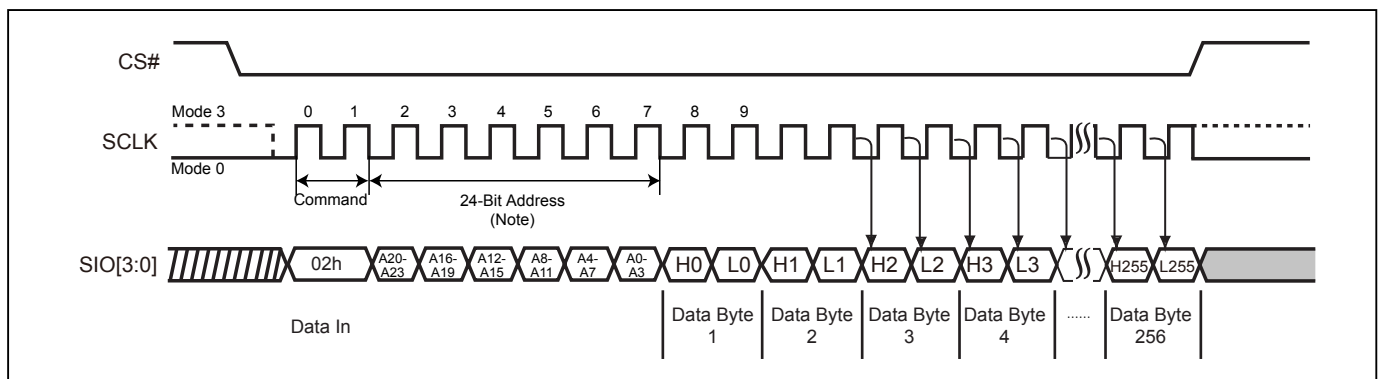 CS#
Mode 3
0 1 2 3 4 5 6 7 8 9
SCLK
Mode 0
Command
24-Bit Address
(Note)
SIO[3:0]
02h
A20-
A23
A16-
A19
A12-
A15
A8-
A11
A4-
A7
A0-
A3
H0 L0 H1 L1 H2 L2 H3 L3 H255 L255
Data In
Data Byte
1
Data Byte
2
Data Byte
3
Data Byte
4
......
Data Byte
256